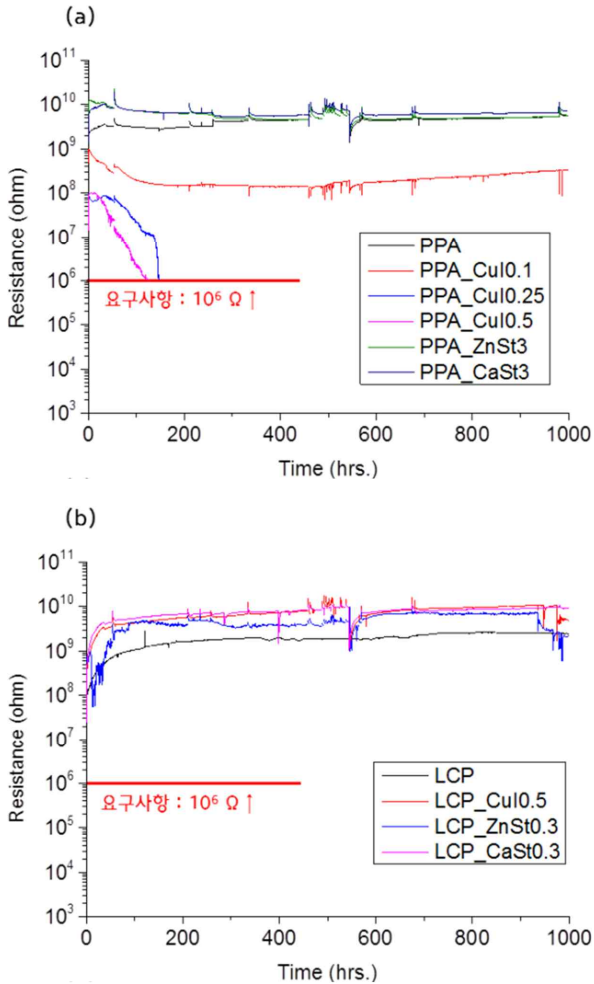 (a)
Resistance (ohm)
10¹¹
10¹⁰
10⁹
10⁸
10⁷
10⁶
10⁵
10⁴
10³
요구사항 : 10⁶ Ω ↑
PPA
PPA_CuI0.1
PPA_CuI0.25
PPA_CuI0.5
PPA_ZnSt3
PPA_CaSt3
0 200 400 600 800 1000
Time (hrs.)
(b)
Resistance (ohm)
10¹¹
10¹⁰
10⁹
10⁸
10⁷
10⁶
10⁵
10⁴
10³
요구사항 : 10⁶ Ω ↑
LCP
LCP_CuI0.5
LCP_ZnSt0.3
LCP_CaSt0.3
0 200 400 600 800 1000
Time (hrs.)